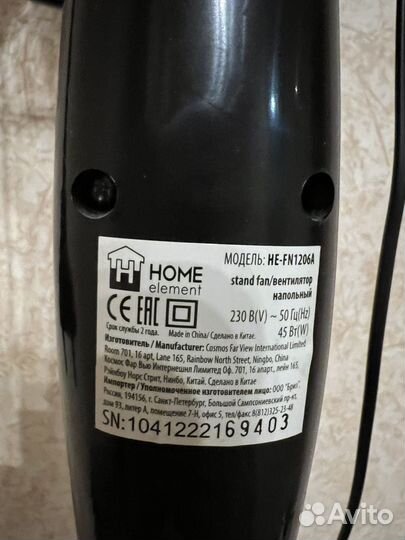 HOME
element
МОДЕЛЬ: HE-FN1206A
stand fan/вентилятор
напольный
230 В(V) ~ 50 Гц(Hz)
45 Вт(W)
CE EAC
Срок службы 2 года. Made in China/ Сделано в Китае.
Изготовитель / Manufacturer: Cosmos Far View International Limited
Room 701, 16 apt, Lane 165, Rainbow North Street, Ningbo, China
Космос Фар Вью Интернешнл Лимитед Оф. 701, 16 апарт, лейн 165,
Рэйнбоу Норс Стрит, Нинбо, Китай. Сделано в Китае.
Импортер / Уполномоченное изготовителем лицо: ООО "Бриз".
Россия, 194156, г. Санкт-Петербург, Большой Сампсониевский пр-кт,
дом 93, литер А, помещение 7-Н, офис 5, тел/факс 8(812)325-23-48
SN:1041222169403
Avito